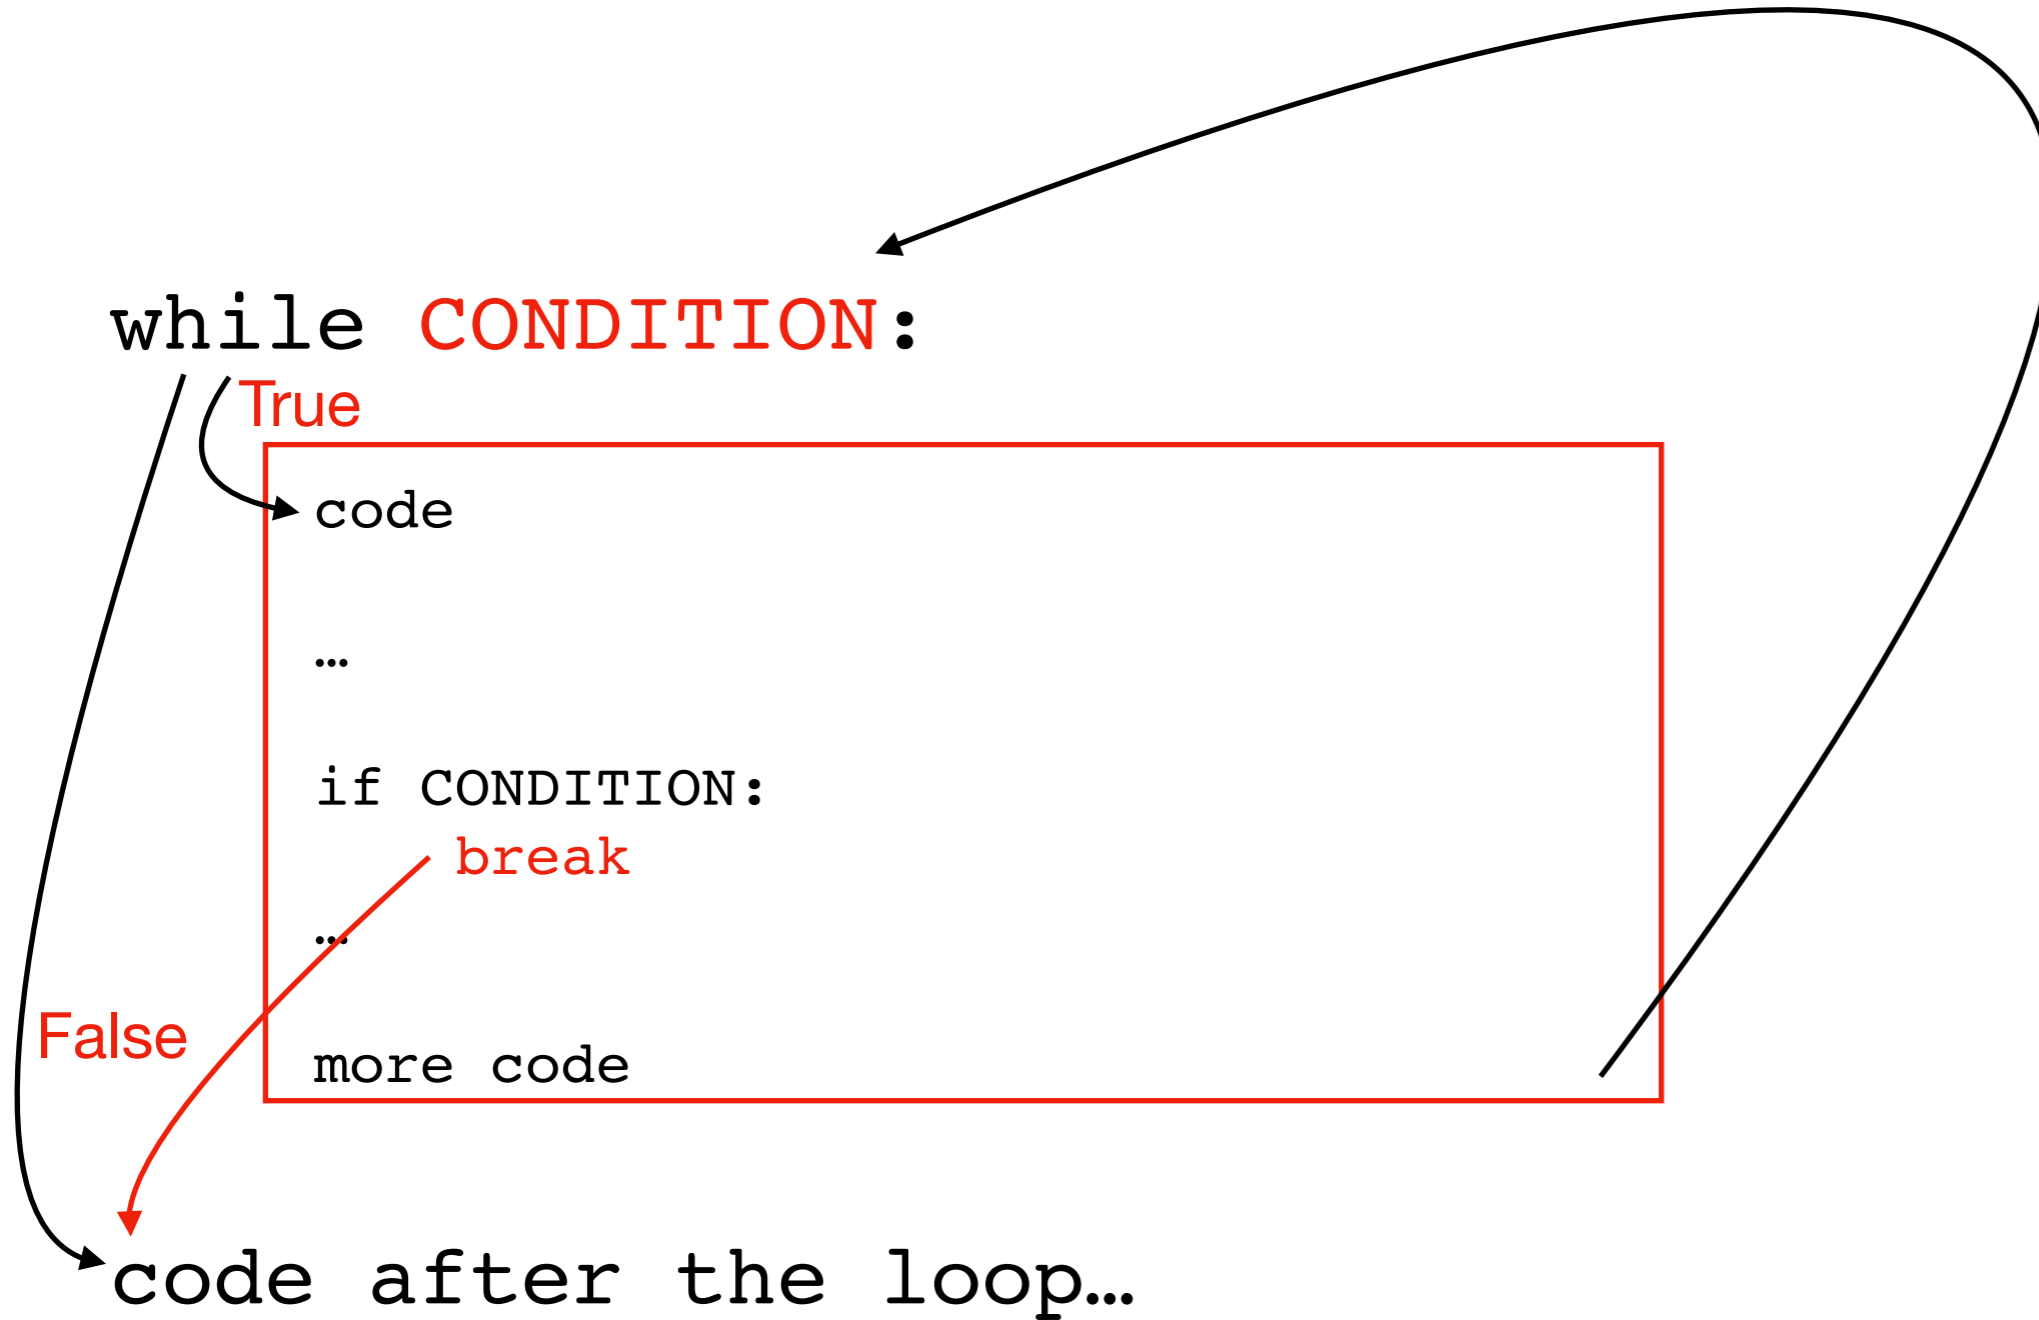 while CONDITION:
True
code
…
if CONDITION:
break
…
False
more code
code after the loop…